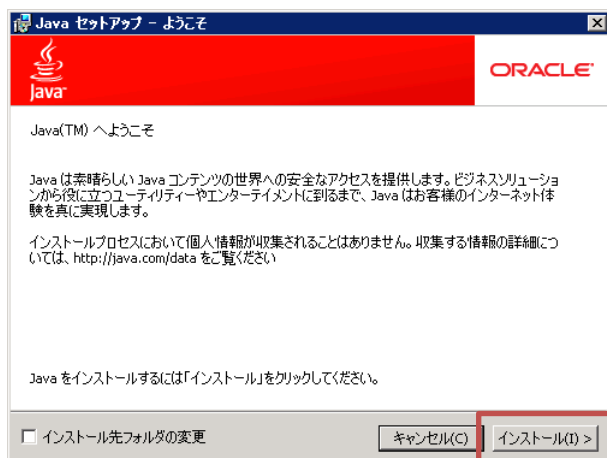 Java セットアップ - ようこそ
Java
ORACLE
Java(TM) へようこそ
Java は素晴らしい Java コンテンツの世界への安全なアクセスを提供します。ビジネスソリューショ
ンから役に立つユーティリティーやエンターテイメントに到るまで、Java はお客様のインターネット体
験を真に実現します。
インストールプロセスにおいて個人情報が収集されることはありません。収集する情報の詳細につ
いては、http://java.com/data をご覧ください
Java をインストールするには「インストール」をクリックしてください。
インストール先フォルダの変更
キャンセル(C)
インストール(I) >